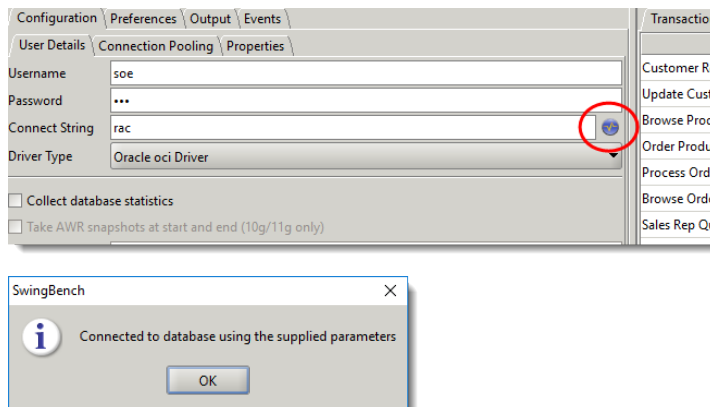 Configuration Preferences Output Events
User Details Connection Pooling Properties
Username soe
Password •••
Connect String rac
Driver Type Oracle oci Driver
Collect database statistics
Take AWR snapshots at start and end (10g/11g only)
Transactio
Customer R
Update Cust
Browse Prod
Order Produ
Process Ord
Browse Orde
Sales Rep Qu
SwingBench
Connected to database using the supplied parameters
OK